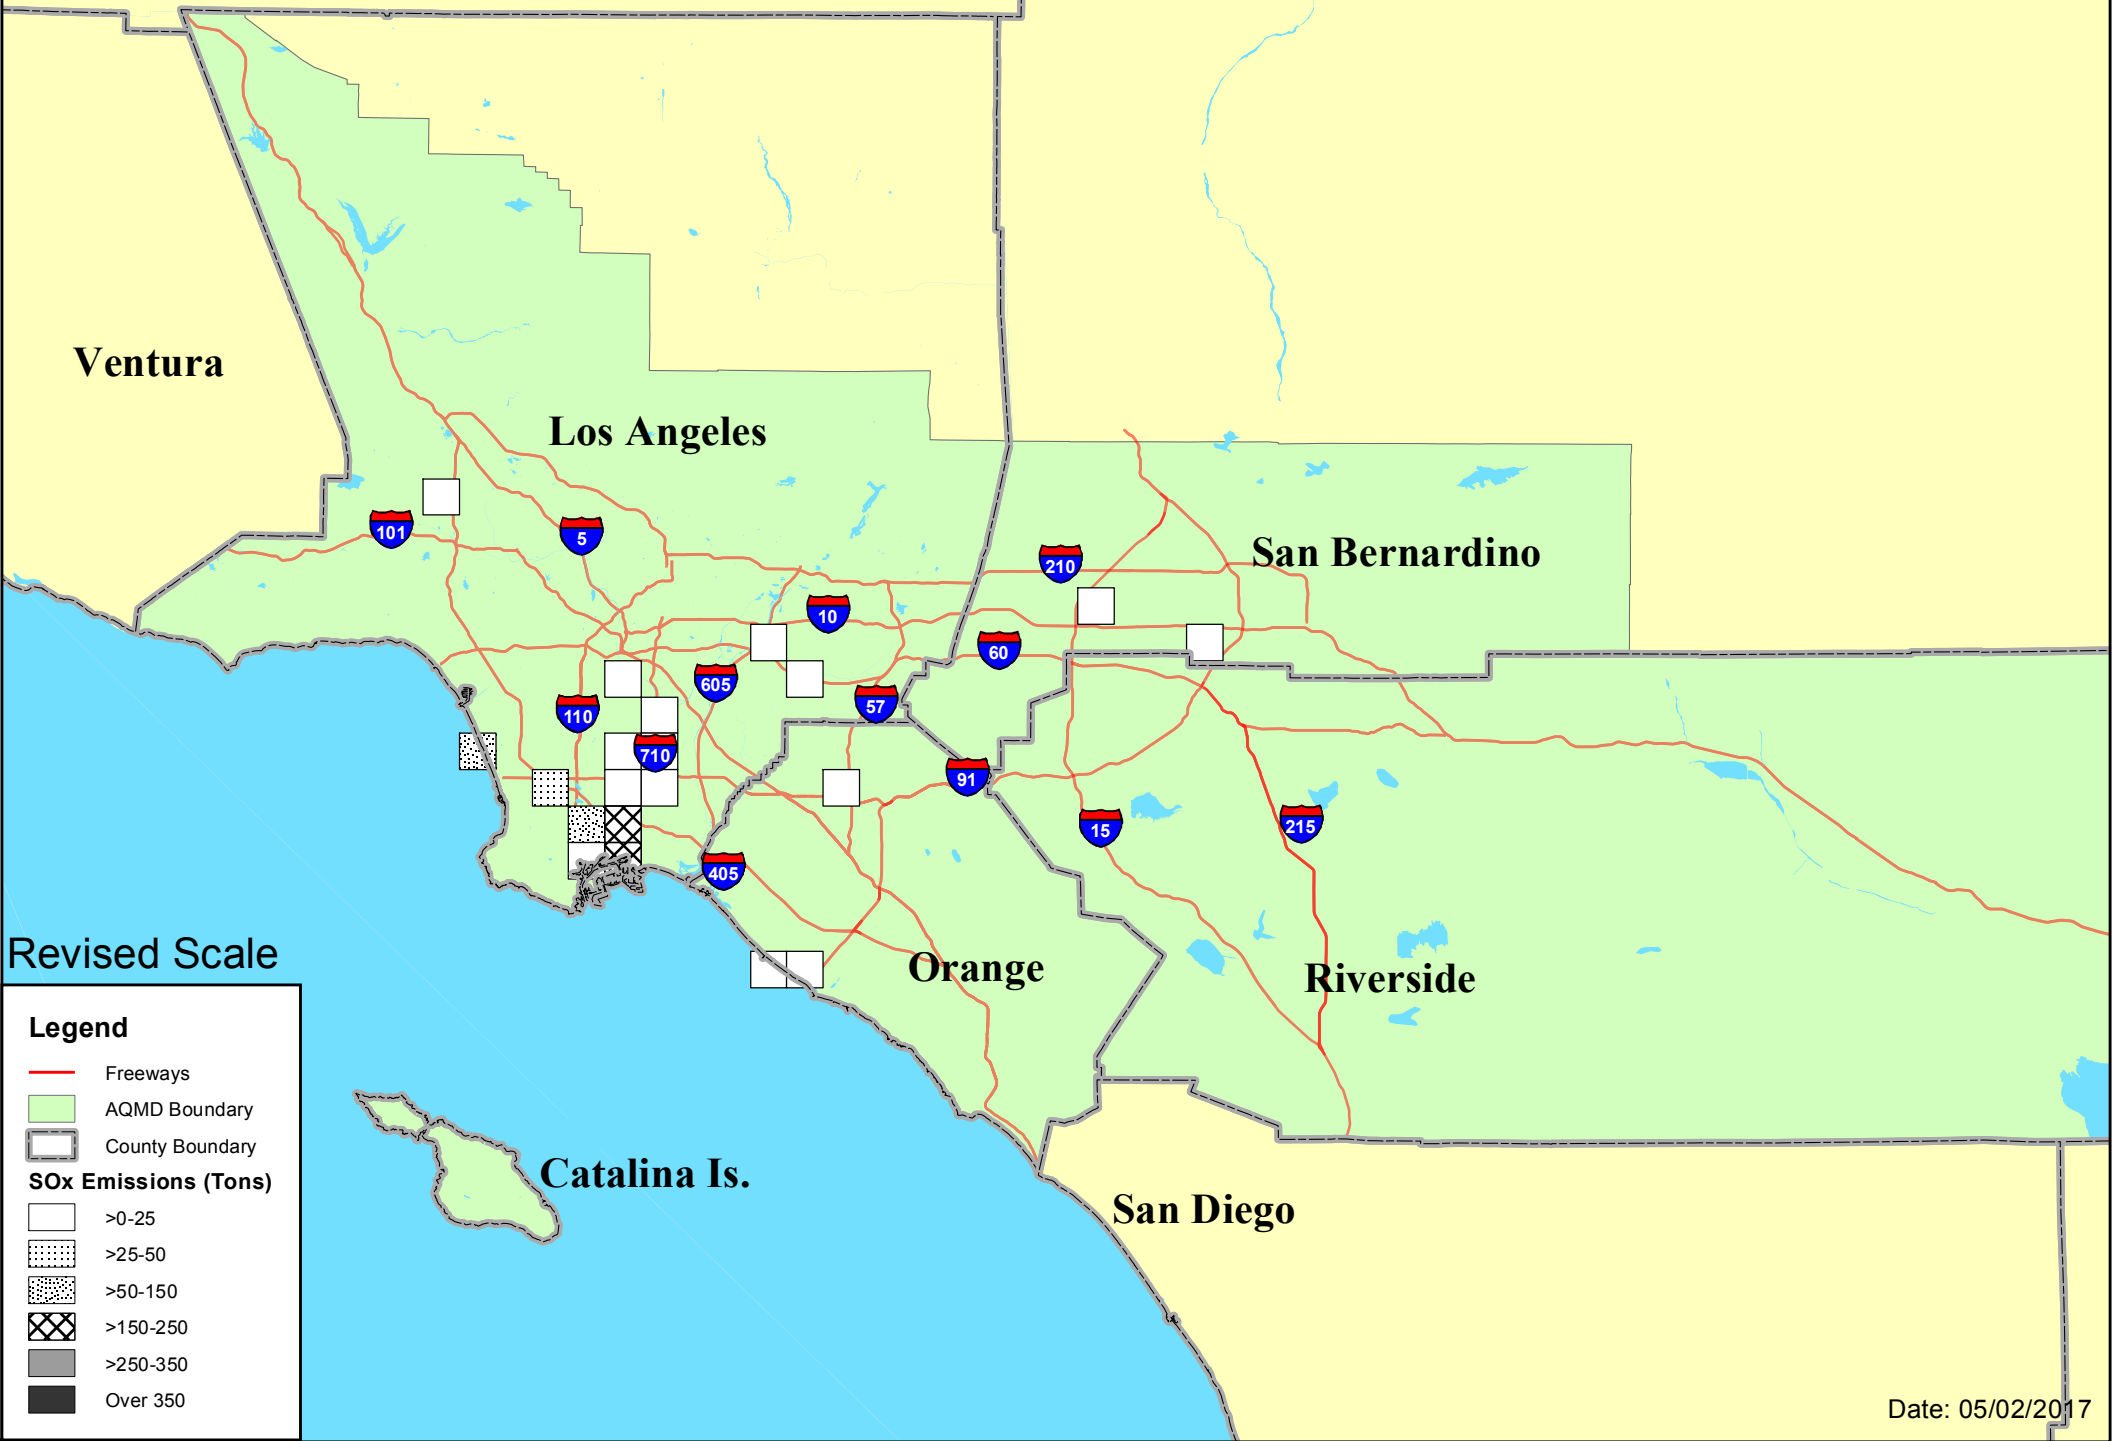 Ventura
Los Angeles
101
5
210
San Bernardino
10
60
605
57
110
710
91
15
215
405
Revised Scale
Orange
Riverside
Legend
Freeways
AQMD Boundary
County Boundary
SOx Emissions (Tons)
>0-25
>25-50
>50-150
>150-250
>250-350
Over 350
Catalina Is.
San Diego
Date: 05/02/2017